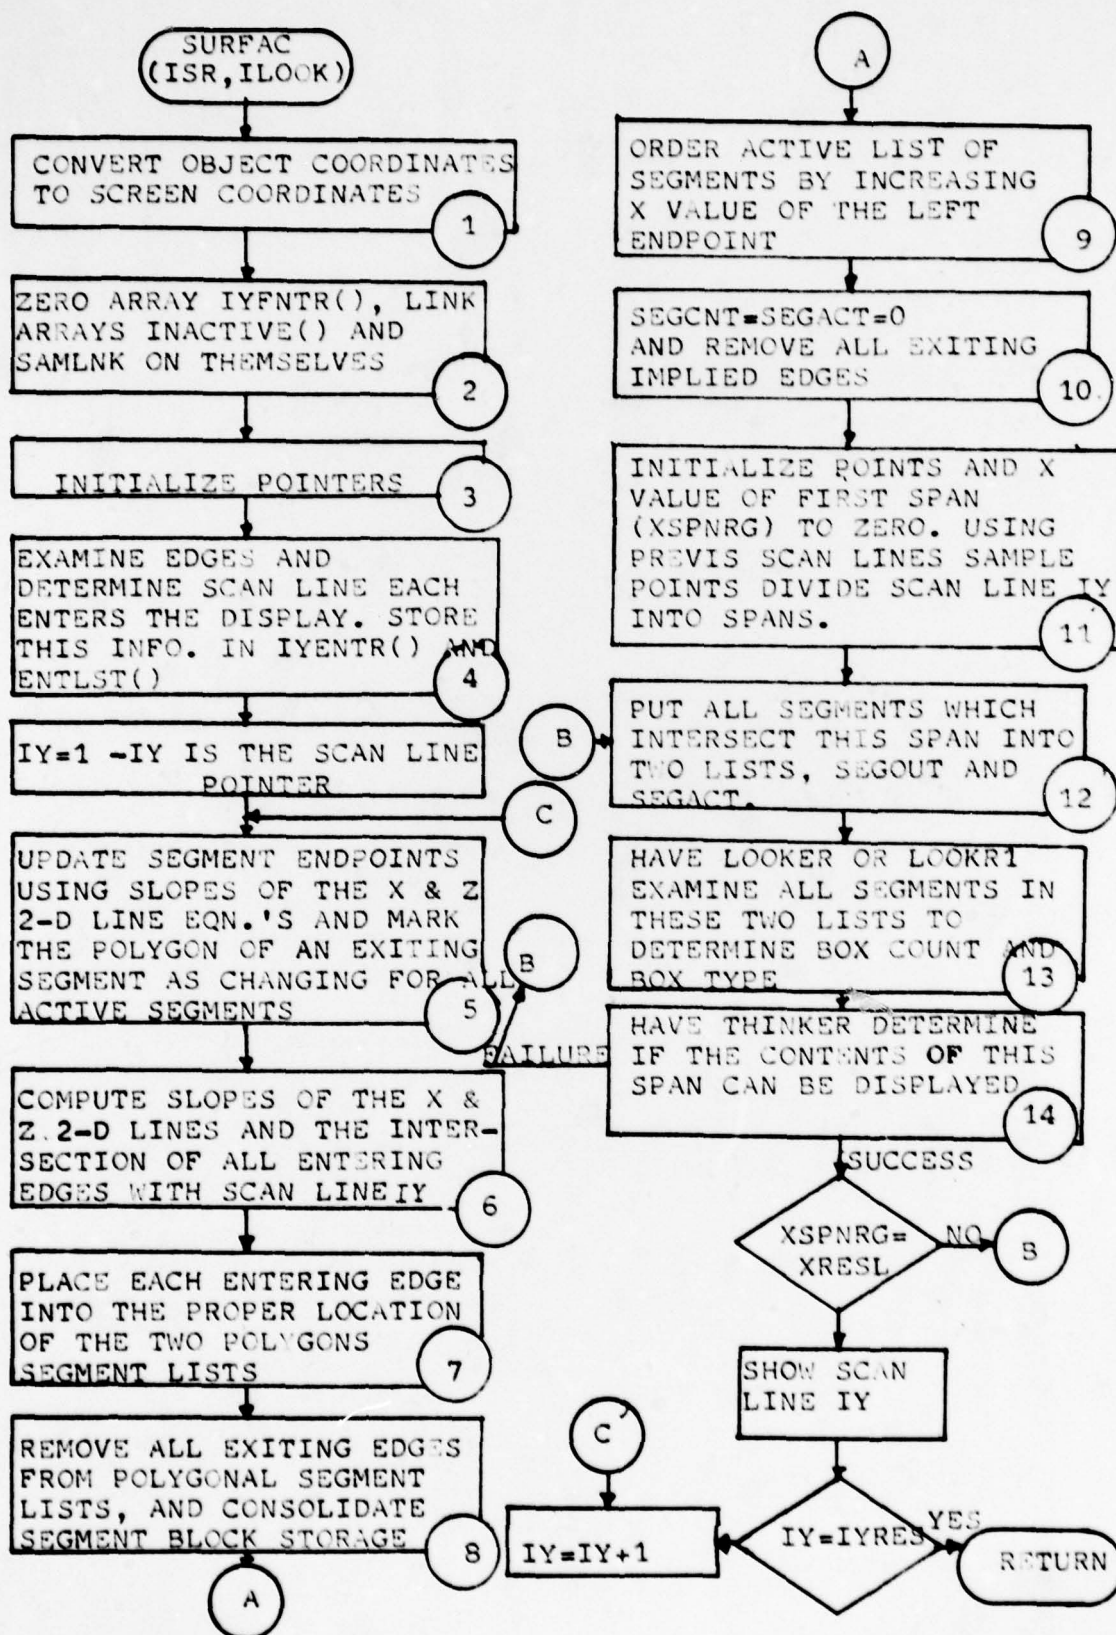 SURFAC
(ISR,ILOOK)
CONVERT OBJECT COORDINATES
TO SCREEN COORDINATES
1
ZERO ARRAY IYFNTR(), LINK
ARRAYS INACTIVE() AND
SAMLNK ON THEMSELVES
2
INITIALIZE POINTERS
3
EXAMINE EDGES AND
DETERMINE SCAN LINE EACH
ENTERS THE DISPLAY. STORE
THIS INFO. IN IYENTR() AND
ENTLST()
4
IY=1 -IY IS THE SCAN LINE
POINTER
C
UPDATE SEGMENT ENDPOINTS
USING SLOPES OF THE X & Z
2-D LINE EQN.'S AND MARK
THE POLYGON OF AN EXITING
SEGMENT AS CHANGING FOR ALL
ACTIVE SEGMENTS
5
COMPUTE SLOPES OF THE X &
Z.2-D LINES AND THE INTER-
SECTION OF ALL ENTERING
EDGES WITH SCAN LINE IY
6
PLACE EACH ENTERING EDGE
INTO THE PROPER LOCATION
OF THE TWO POLYGONS
SEGMENT LISTS
7
REMOVE ALL EXITING EDGES
FROM POLYGONAL SEGMENT
LISTS, AND CONSOLIDATE
SEGMENT BLOCK STORAGE
8
A
A
ORDER ACTIVE LIST OF
SEGMENTS BY INCREASING
X VALUE OF THE LEFT
ENDPOINT
9
SEGCNT=SEGACT=0
AND REMOVE ALL EXITING
IMPLIED EDGES
10.
INITIALIZE POINTS AND X
VALUE OF FIRST SPAN
(XSPNRG) TO ZERO. USING
PREVIS SCAN LINES SAMPLE
POINTS DIVIDE SCAN LINE IY
INTO SPANS.
11
B
PUT ALL SEGMENTS WHICH
INTERSECT THIS SPAN INTO
TWO LISTS, SEGOUT AND
SEGACT.
12
HAVE LOOKER OR LOOKR1
EXAMINE ALL SEGMENTS IN
THESE TWO LISTS TO
DETERMINE BOX COUNT AND
BOX TYPE
13
B
FAILURE
HAVE THINKER DETERMINE
IF THE CONTENTS OF THIS
SPAN CAN BE DISPLAYED
14
SUCCESS
XSPNRG=
XRESL
NO
B
SHOW SCAN
LINE IY
C
IY=IY+1
IY=IYRES
YES
RETURN